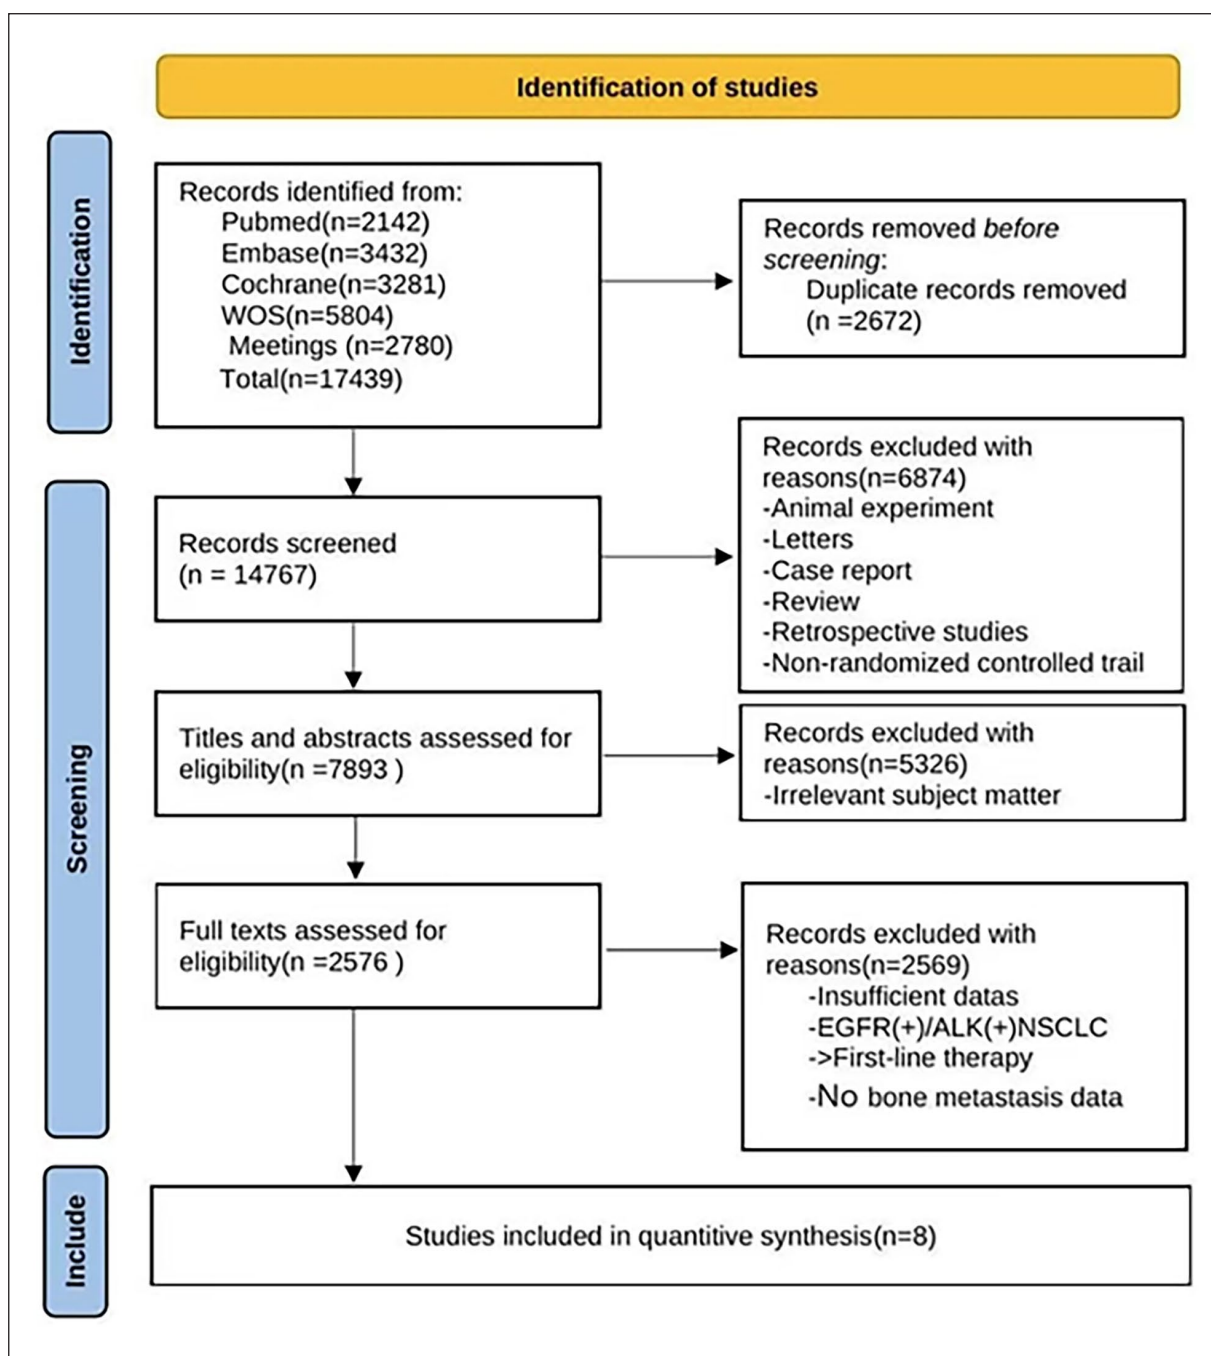 Identification of studies
Identification
Records identified from:
Pubmed(n=2142)
Embase(n=3432)
Cochrane(n=3281)
WOS(n=5804)
Meetings (n=2780)
Total(n=17439)
Records removed before
screening:
Duplicate records removed
(n =2672)
Screening
Records screened
(n = 14767)
Records excluded with
reasons(n=6874)
-Animal experiment
-Letters
-Case report
-Review
-Retrospective studies
-Non-randomized controlled trail
Titles and abstracts assessed for
eligibility(n =7893 )
Records excluded with
reasons(n=5326)
-Irrelevant subject matter
Full texts assessed for
eligibility(n =2576 )
Records excluded with
reasons(n=2569)
-Insufficient datas
-EGFR(+)/ALK(+)NSCLC
->First-line therapy
-No bone metastasis data
Include
Studies included in quantitive synthesis(n=8)